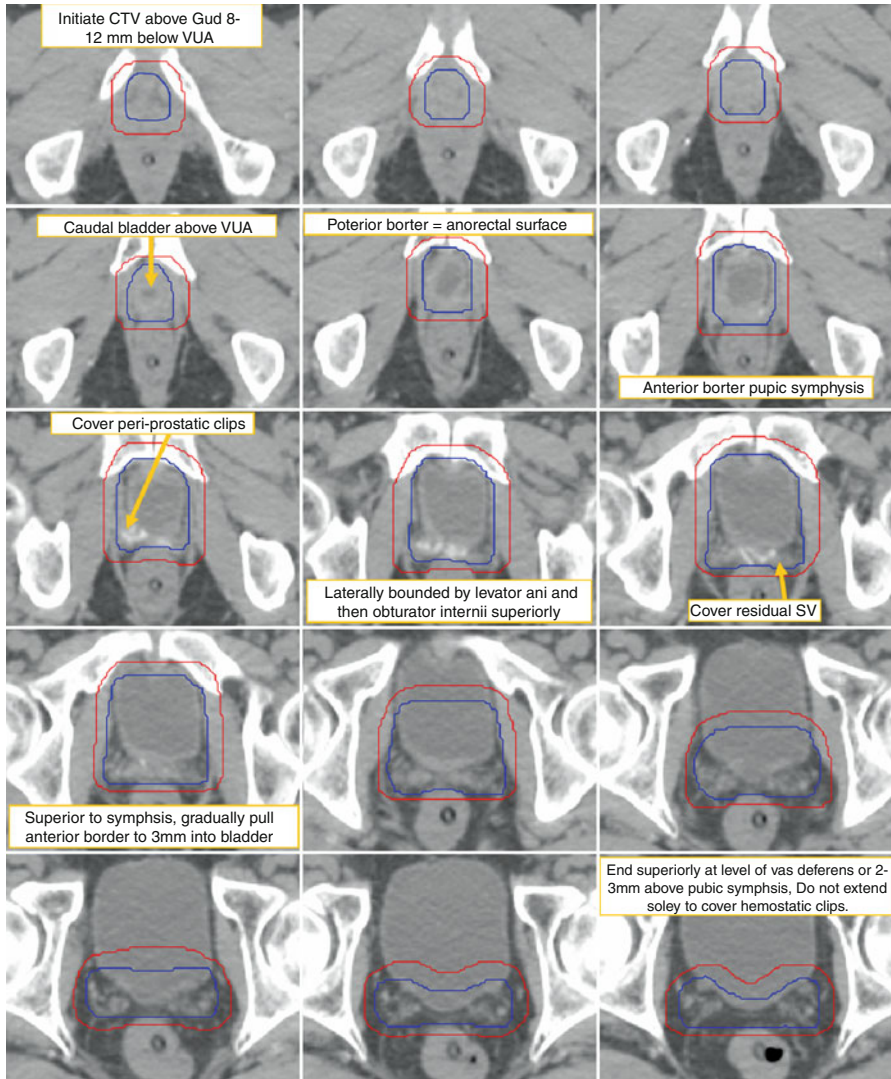 Initiate CTV above Gud 8-
12 mm below VUA
Caudal bladder above VUA
Poterior borter = anorectal surface
Anterior borter pupic symphysis
Cover peri-prostatic clips
Laterally bounded by levator ani and
then obturator internii superiorly
Cover residual SV
Superior to symphsis, gradually pull
anterior border to 3mm into bladder
End superiorly at level of vas deferens or 2-
3mm above pubic symphsis, Do not extend
soley to cover hemostatic clips.